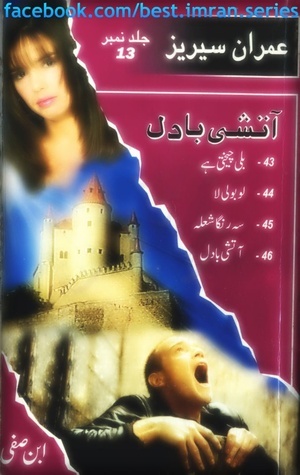 facebook.com/best.imran.series
عمران سیریز
جلد نمبر
13
آتشی بادل
43 - بلی چیختی ہے
44 - لوبولی لا
45 - سہ رنگا شعلہ
46 - آتشی بادل
ابن صفی